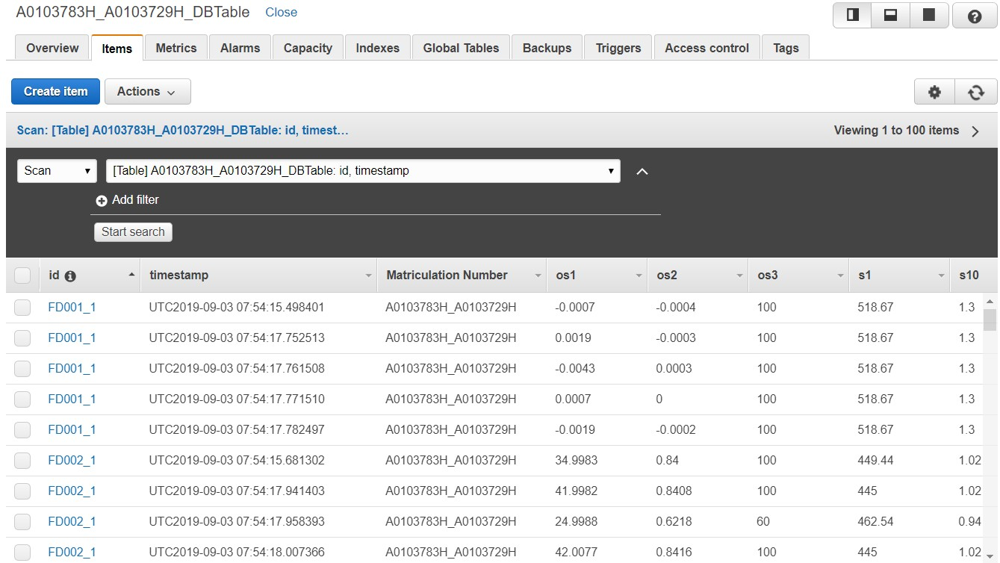 A0103783H_A0103729H_DBTable Close
Overview Items Metrics Alarms Capacity Indexes Global Tables Backups Triggers Access control Tags
Create item Actions
Scan: [Table] A0103783H_A0103729H_DBTable: id, timest… Viewing 1 to 100 items
Scan [Table] A0103783H_A0103729H_DBTable: id, timestamp
Add filter
Start search
id timestamp Matriculation Number os1 os2 os3 s1 s10
FD001_1 UTC2019-09-03 07:54:15.498401 A0103783H_A0103729H -0.0007 -0.0004 100 518.67 1.3
FD001_1 UTC2019-09-03 07:54:17.752513 A0103783H_A0103729H 0.0019 -0.0003 100 518.67 1.3
FD001_1 UTC2019-09-03 07:54:17.761508 A0103783H_A0103729H -0.0043 0.0003 100 518.67 1.3
FD001_1 UTC2019-09-03 07:54:17.771510 A0103783H_A0103729H 0.0007 0 100 518.67 1.3
FD001_1 UTC2019-09-03 07:54:17.782497 A0103783H_A0103729H -0.0019 -0.0002 100 518.67 1.3
FD002_1 UTC2019-09-03 07:54:15.681302 A0103783H_A0103729H 34.9983 0.84 100 449.44 1.02
FD002_1 UTC2019-09-03 07:54:17.941403 A0103783H_A0103729H 41.9982 0.8408 100 445 1.02
FD002_1 UTC2019-09-03 07:54:17.958393 A0103783H_A0103729H 24.9988 0.6218 60 462.54 0.94
FD002_1 UTC2019-09-03 07:54:18.007366 A0103783H_A0103729H 42.0077 0.8416 100 445 1.02